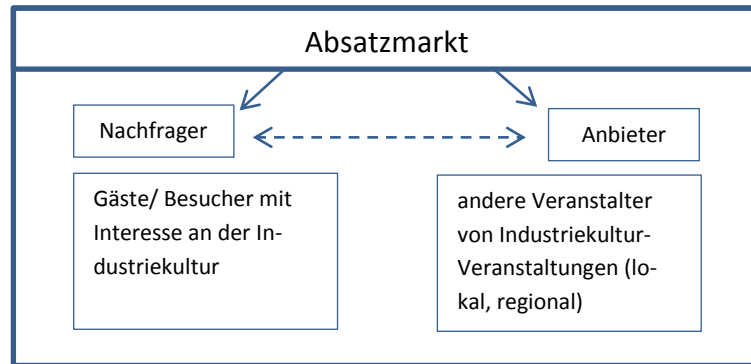 Absatzmarkt
Nachfrager
Anbieter
Gäste/ Besucher mit
Interesse an der In-
dustriekultur
andere Veranstalter
von Industriekultur-
Veranstaltungen (lo-
kal, regional)